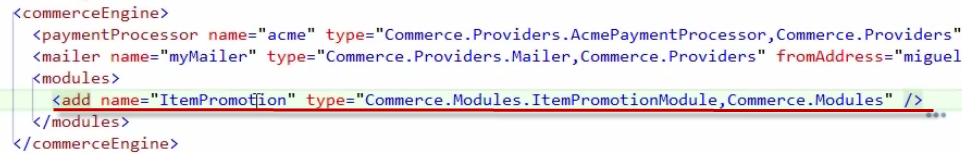 <commerceEngine>
<paymentProcessor name="acme" type="Commerce.Providers.AcmePaymentProcessor,Commerce.Providers"
<mailer name="myMailer" type="Commerce.Providers.Mailer,Commerce.Providers" fromAddress="miguel
<modules>
<add name="ItemPromotion" type="Commerce.Modules.ItemPromotionModule,Commerce.Modules" />
</modules>
</commerceEngine>